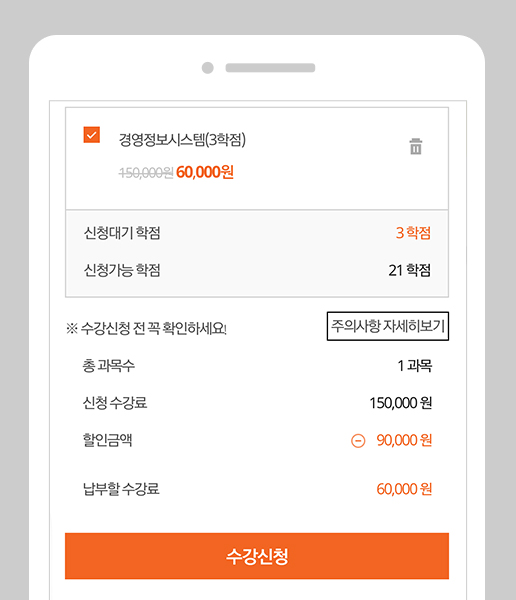 경영정보시스템(3학점)
150,000원 60,000원
신청대기 학점 3 학점
신청가능 학점 21 학점
※ 수강신청 전 꼭 확인하세요! 주의사항 자세히보기
총 과목수 1 과목
신청 수강료 150,000 원
할인금액 90,000 원
납부할 수강료 60,000 원
수강신청